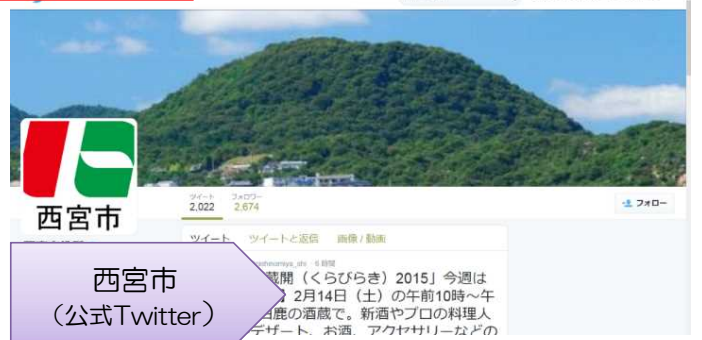 ツイート フォロワー
2,022 2,674
フォロー
西宮市
ツイート ツイートと返信 画像/動画
西宮市
(公式Twitter)
蔵開(くらびらき)2015」今週は
2月14日(土)の午前10時～午
白鹿の酒蔵で。新酒やプロの料理人
デザート、お酒、アクセサリーなどの